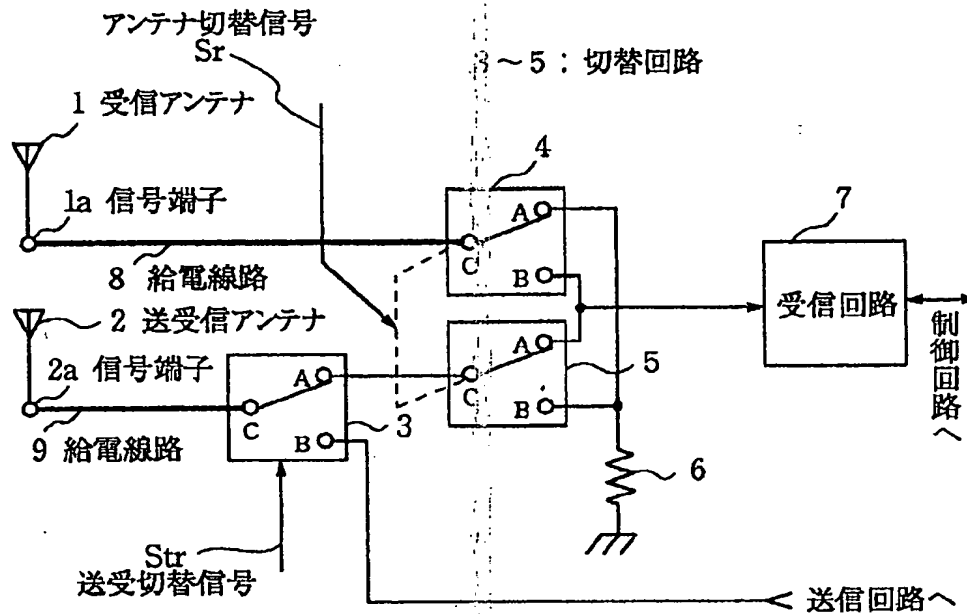 アンテナ切替信号
Sr
3～5：切替回路
1 受信アンテナ
4
1a 信号端子
A
7
C
8 給電線路
B
受信回路
制御回路へ
2 送受信アンテナ
2a 信号端子
A
A
5
C
C
B
9 給電線路
B
3
6
Str
送受切替信号
送信回路へ